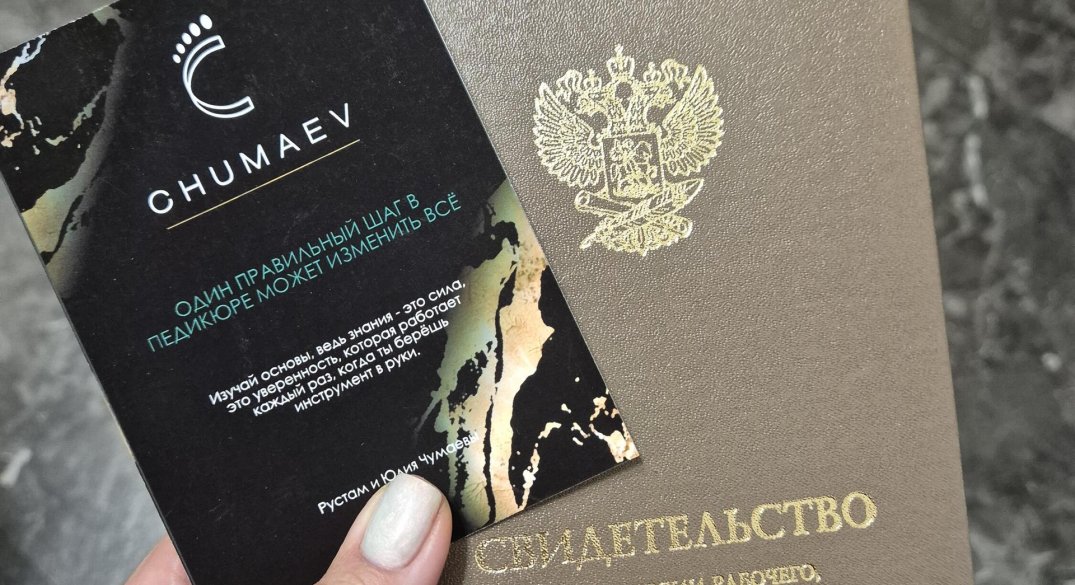 CHUMAEV
ОДИН ПРАВИЛЬНЫЙ ШАГ В
ПЕДИКЮРЕ МОЖЕТ ИЗМЕНИТЬ ВСЁ
Изучай основы, ведь знания - это сила,
это уверенность, которая работает
каждый раз, когда ты берёшь
инструмент в руки.
Рустам и Юлия Чумаевы
СВИДЕТЕЛЬСТВО
РАБОЧЕГО,